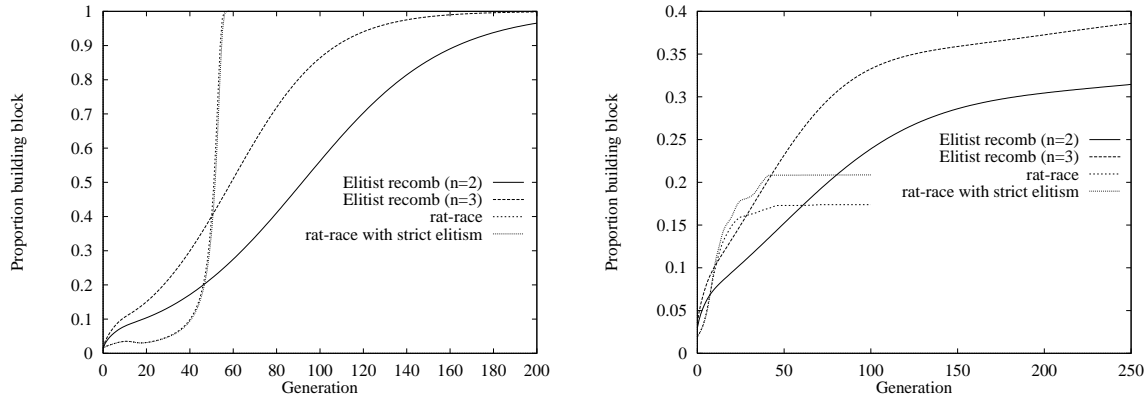 1
0.9
0.8
0.7
0.6
0.5
0.4
0.3
0.2
0.1
0
0 20 40 60 80 100 120 140 160 180 200
Proportion building block
Generation
Elitist recomb (n=2)
Elitist recomb (n=3)
rat-race
rat-race with strict elitism
0.4
0.35
0.3
0.25
0.2
0.15
0.1
0.05
0
0 50 100 150 200 250
Proportion building block
Generation
Elitist recomb (n=2)
Elitist recomb (n=3)
rat-race
rat-race with strict elitism